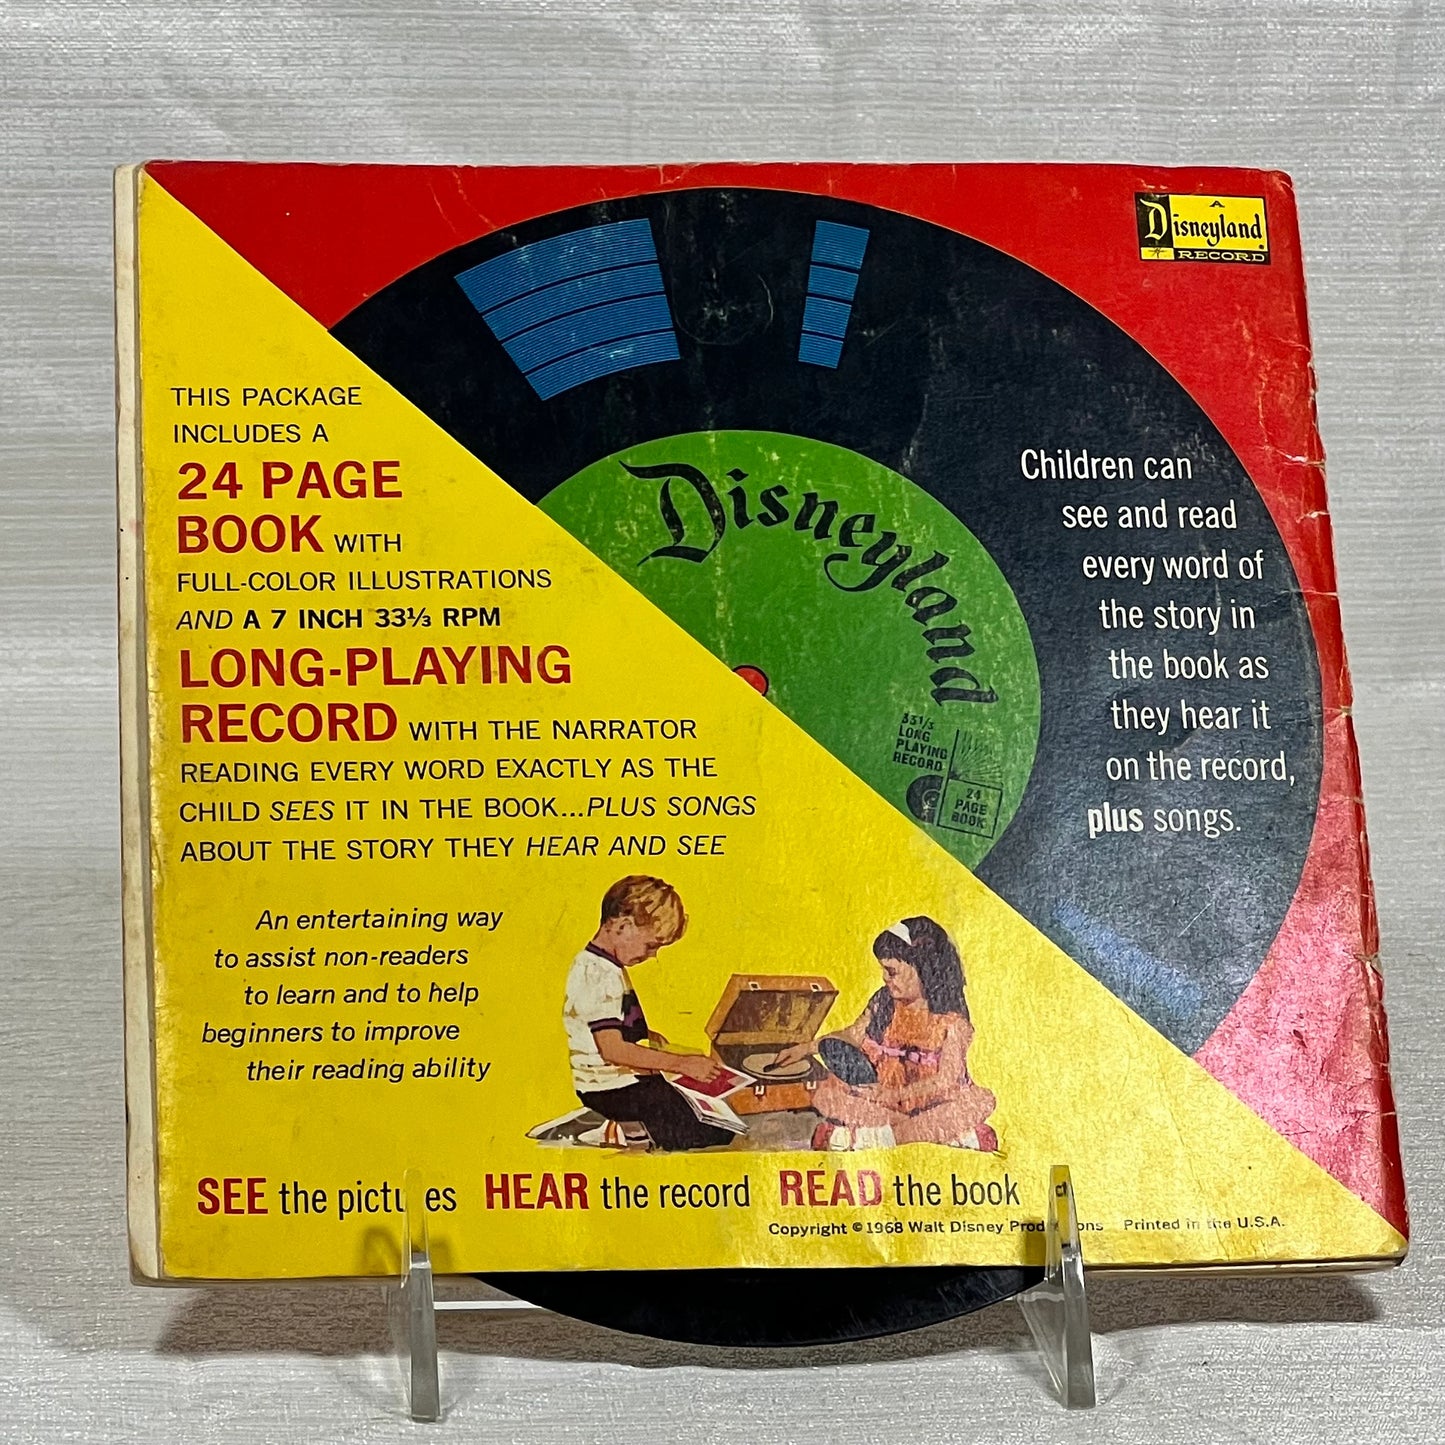 A
Disneyland
RECORD
THIS PACKAGE
INCLUDES A
24 PAGE
BOOK WITH
FULL-COLOR ILLUSTRATIONS
AND A 7 INCH 33⅓ RPM
LONG-PLAYING
RECORD WITH THE NARRATOR
READING EVERY WORD EXACTLY AS THE
CHILD SEES IT IN THE BOOK...PLUS SONGS
ABOUT THE STORY THEY HEAR AND SEE
Disneyland
33⅓
LONG
PLAYING
RECORD
24
PAGE
BOOK
Children can
see and read
every word of
the story in
the book as
they hear it
on the record,
plus songs.
An entertaining way
to assist non-readers
to learn and to help
beginners to improve
their reading ability
SEE the pictures HEAR the record READ the book
Copyright © 1968 Walt Disney Productions Printed in the U.S.A.